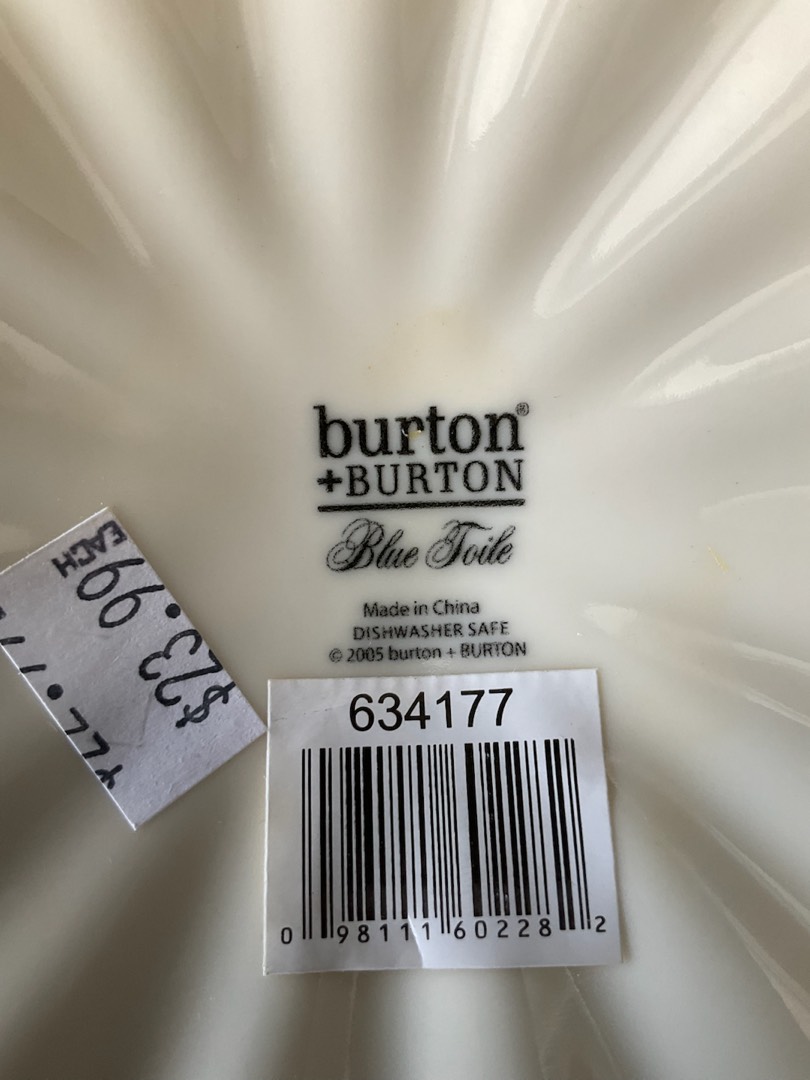 burton®
+BURTON
Blue Toile
Made in China
DISHWASHER SAFE
© 2005 burton + BURTON
$23.99
EACH
634177
0 98111 60228 2